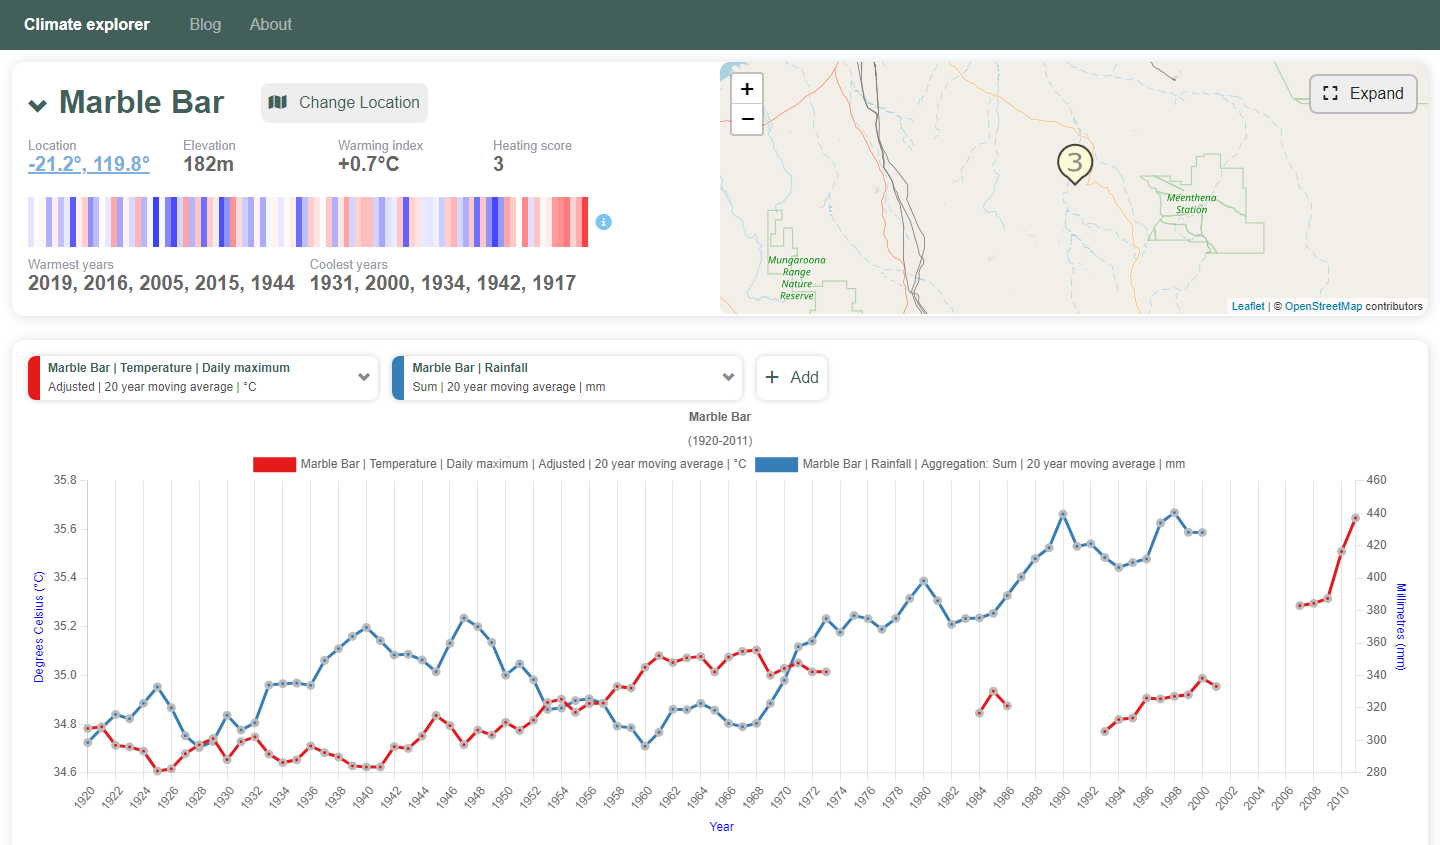 Climate explorer Blog About
Marble Bar
Change Location
Location Elevation Warming index Heating score
-21.2°, 119.8° 182m +0.7°C 3
Warmest years Coolest years
2019, 2016, 2005, 2015, 1944 1931, 2000, 1934, 1942, 1917
+
−
Expand
3
Meenthena
Station
Mungaroona
Range
Nature
Reserve
Leaflet | © OpenStreetMap contributors
Marble Bar | Temperature | Daily maximum
Adjusted | 20 year moving average | °C
Marble Bar | Rainfall
Sum | 20 year moving average | mm
+ Add
Marble Bar
(1920-2011)
Marble Bar | Temperature | Daily maximum | Adjusted | 20 year moving average | °C
Marble Bar | Rainfall | Aggregation: Sum | 20 year moving average | mm
Degrees Celsius (°C)
35.8
35.6
35.4
35.2
35.0
34.8
34.6
460
440
420
400
380
360
340
320
300
280
Millimetres (mm)
1920 1922 1924 1926 1928 1930 1932 1934 1936 1938 1940 1942 1944 1946 1948 1950 1952 1954 1956 1958 1960 1962 1964 1966 1968 1970 1972 1974 1976 1978 1980 1982 1984 1986 1988 1990 1992 1994 1996 1998 2000 2002 2004 2006 2008 2010
Year